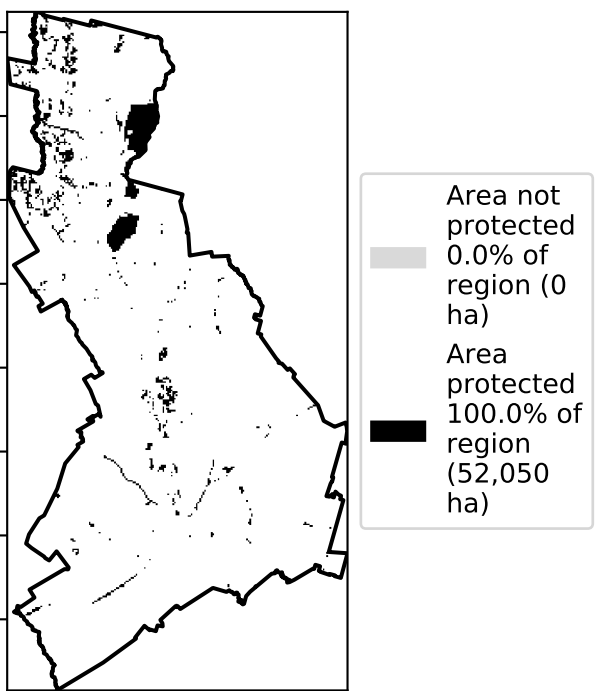 Area not
protected
0.0% of
region (0
ha)
Area
protected
100.0% of
region
(52,050
ha)